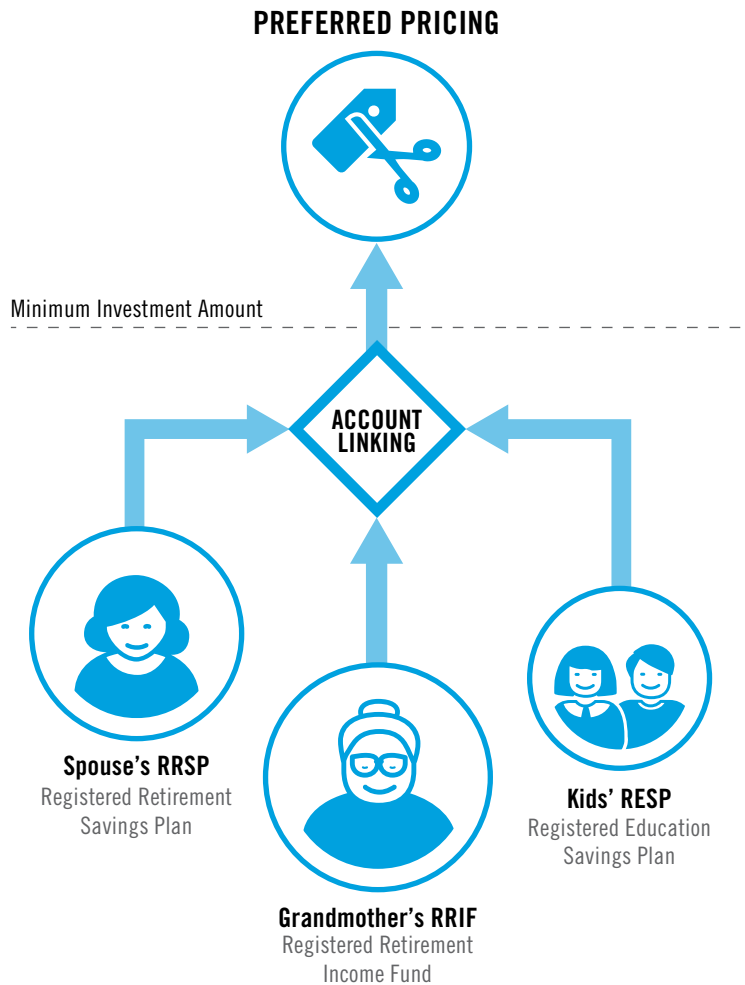 PREFERRED PRICING
Minimum Investment Amount
ACCOUNT
LINKING
Spouse’s RRSP
Registered Retirement
Savings Plan
Grandmother’s RRIF
Registered Retirement
Income Fund
Kids’ RESP
Registered Education
Savings Plan